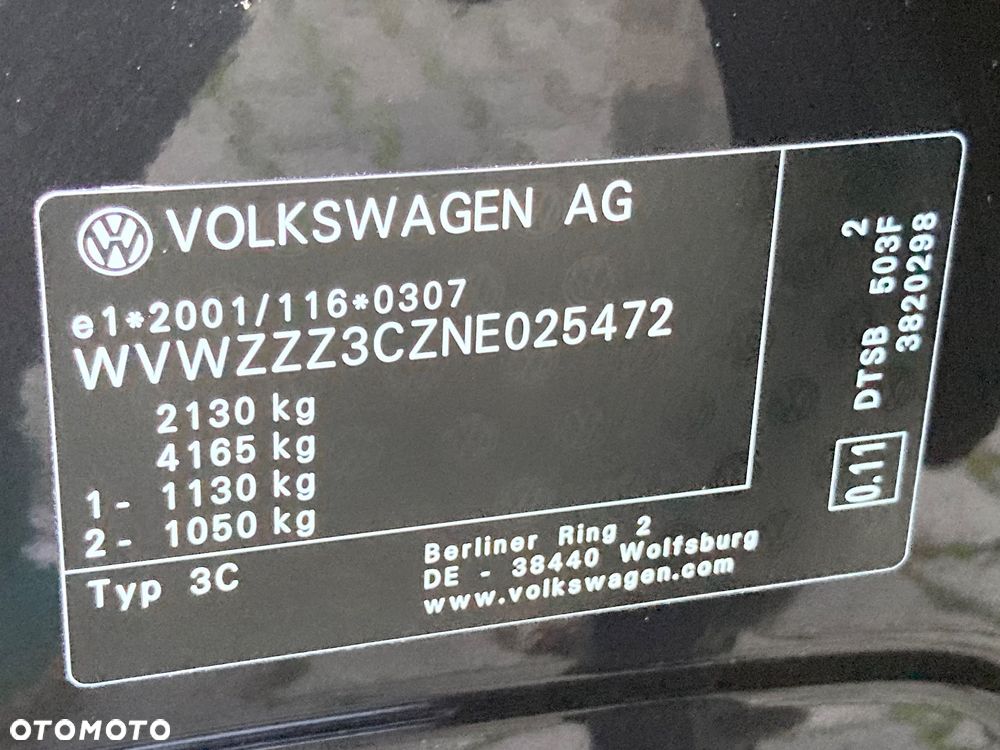 VOLKSWAGEN AG
e1*2001/116*0307
WVWZZZ3CZNE025472
2130 kg
4165 kg
1 - 1130 kg
2 - 1050 kg
Typ 3C
Berliner Ring 2
DE - 38440 Wolfsburg
www.volkswagen.com
2
DTSB 503F
3820298
0.11
OTOMOTO